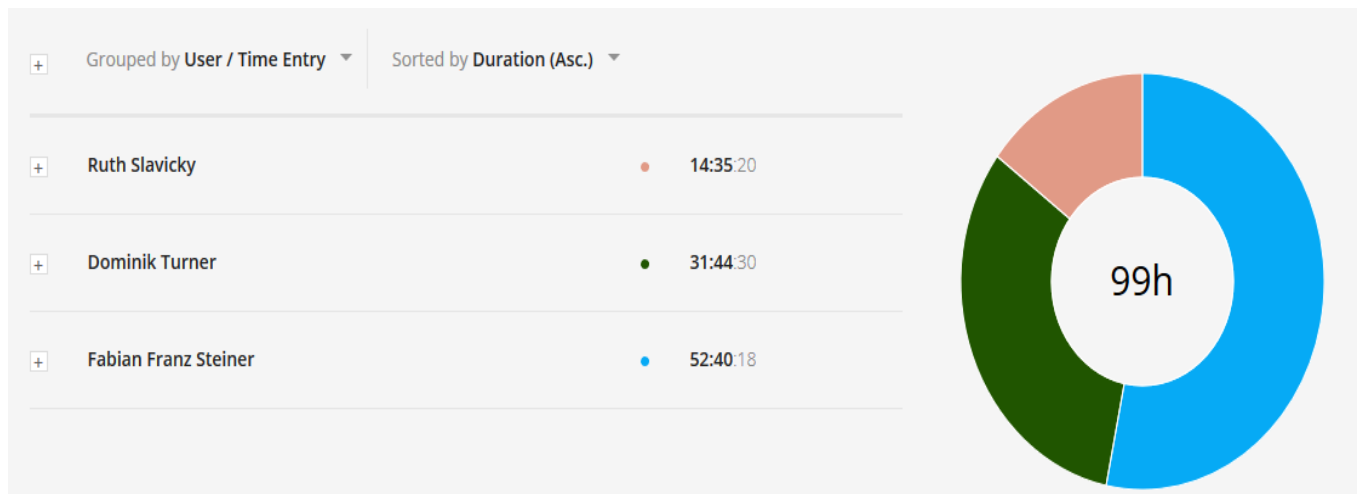 Grouped by User / Time Entry Sorted by Duration (Asc.)
Ruth Slavicky 14:35:20
Dominik Turner 31:44:30
Fabian Franz Steiner 52:40:18
99h